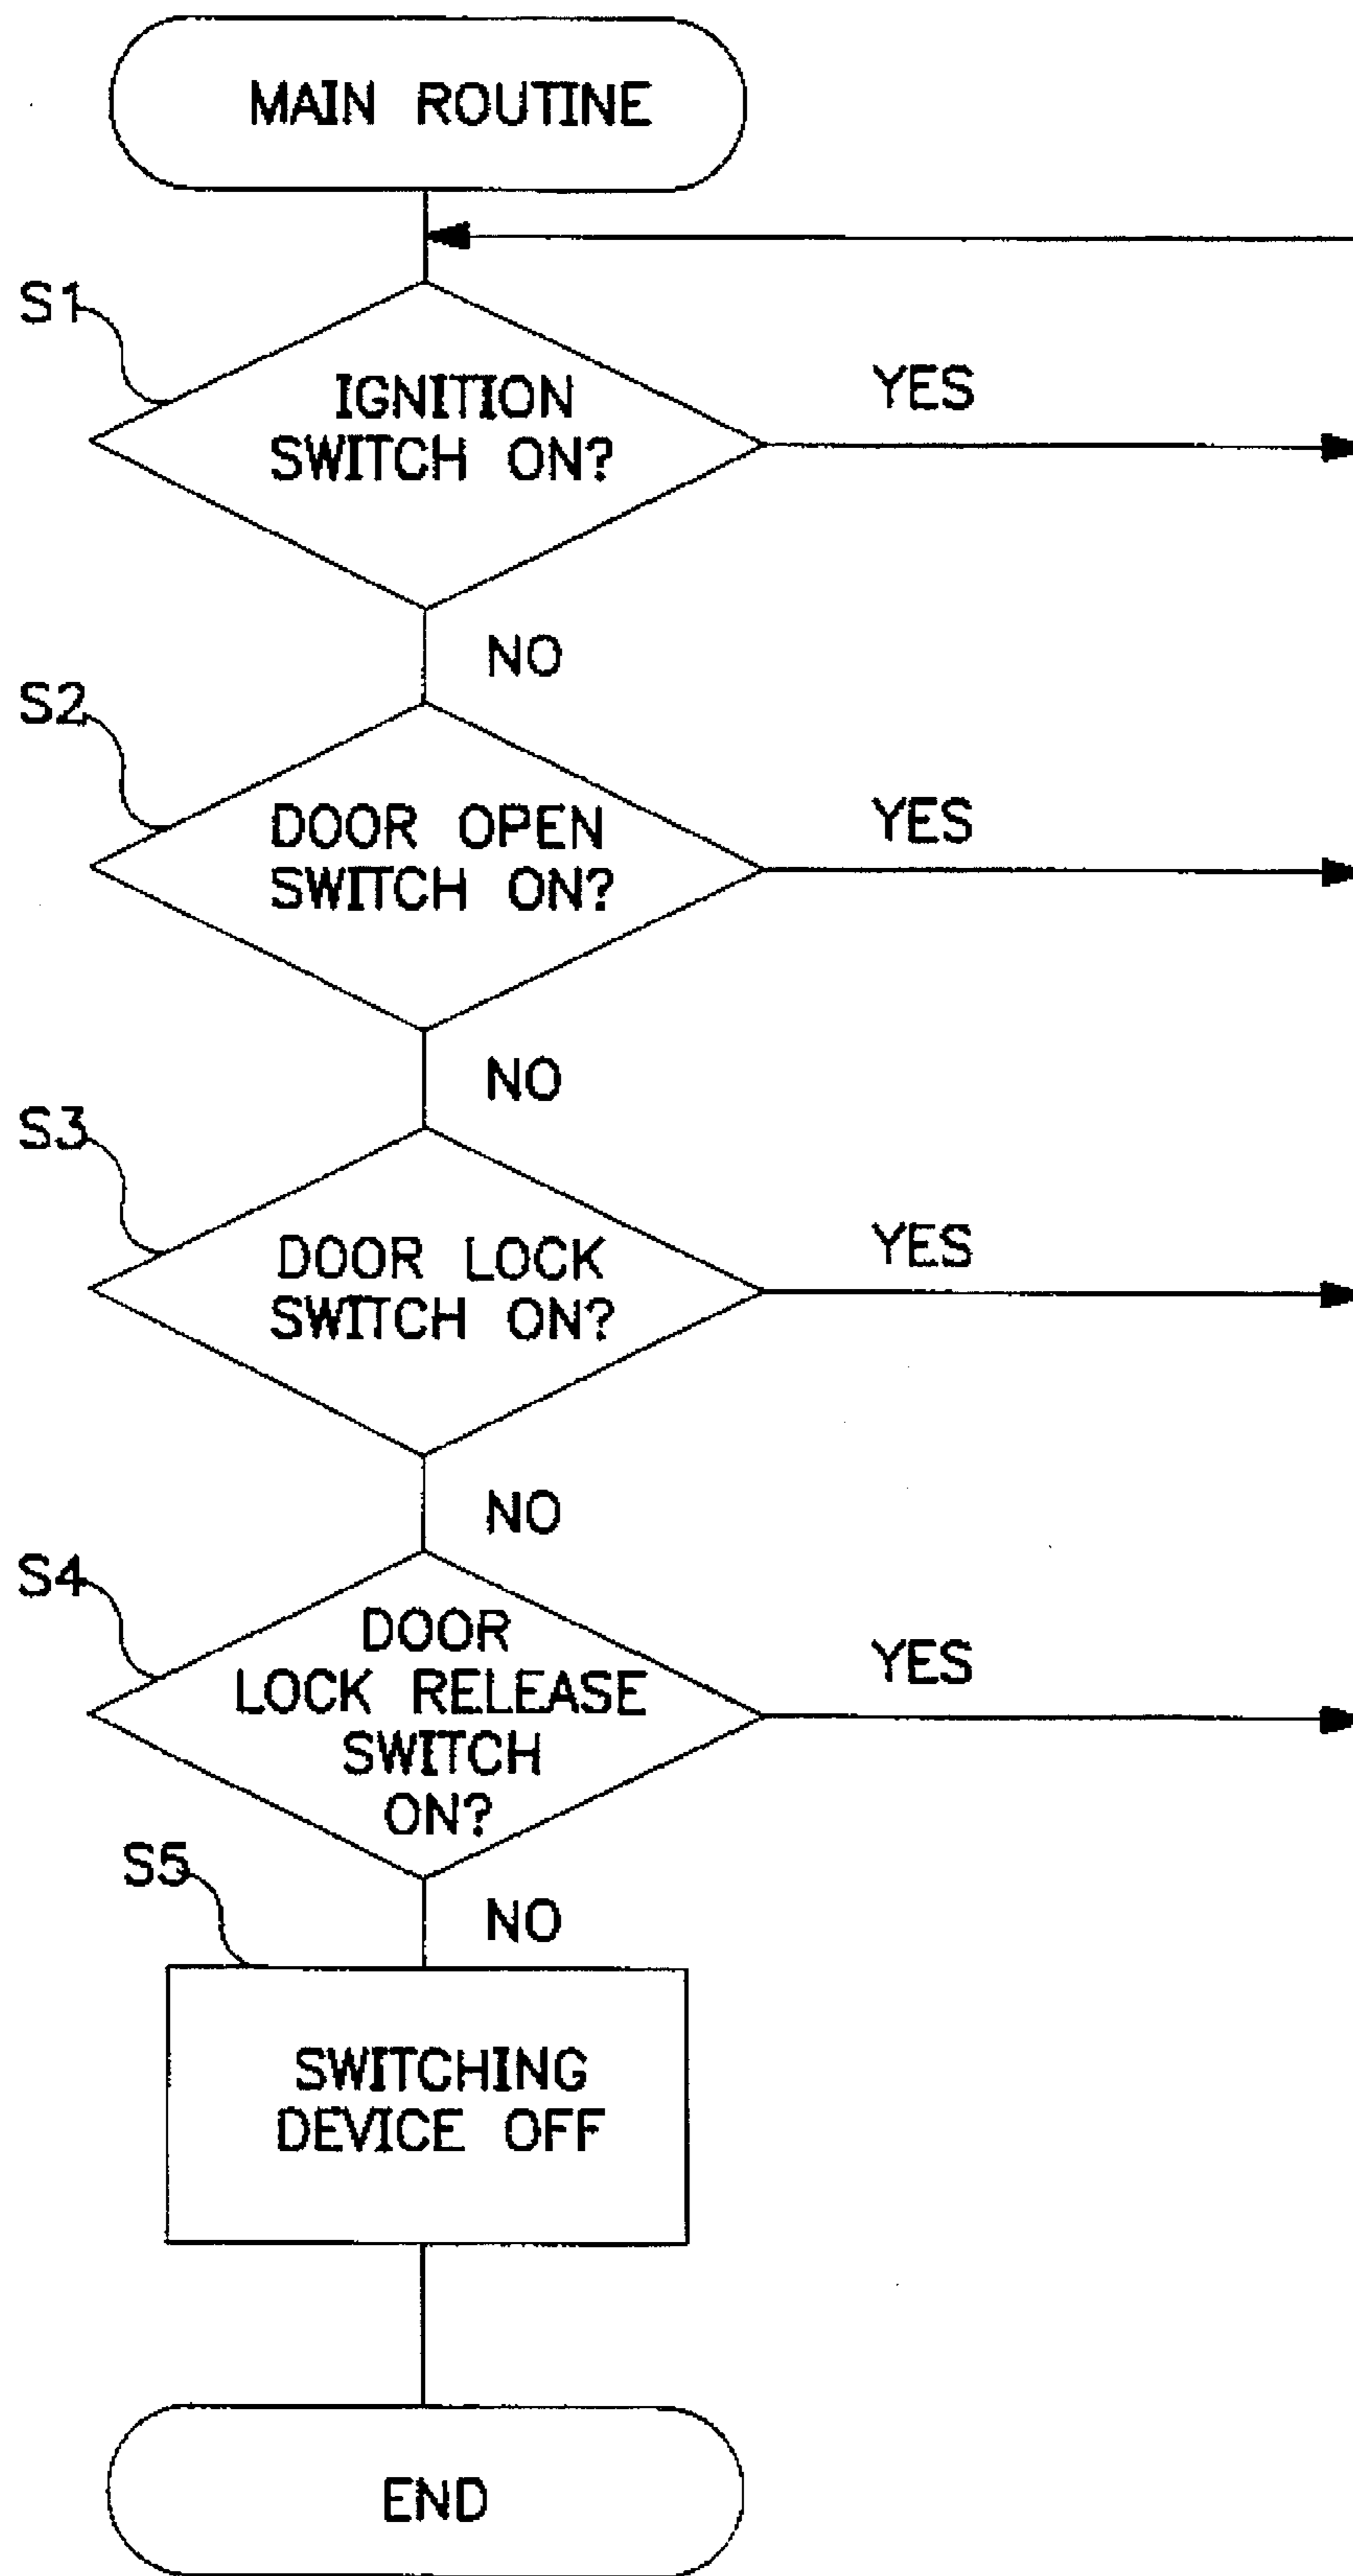 MAIN ROUTINE
S1
IGNITION
SWITCH ON?
YES
NO
S2
DOOR OPEN
SWITCH ON?
YES
NO
S3
DOOR LOCK
SWITCH ON?
YES
NO
S4
DOOR
LOCK RELEASE
SWITCH
ON?
YES
NO
S5
SWITCHING
DEVICE OFF
END